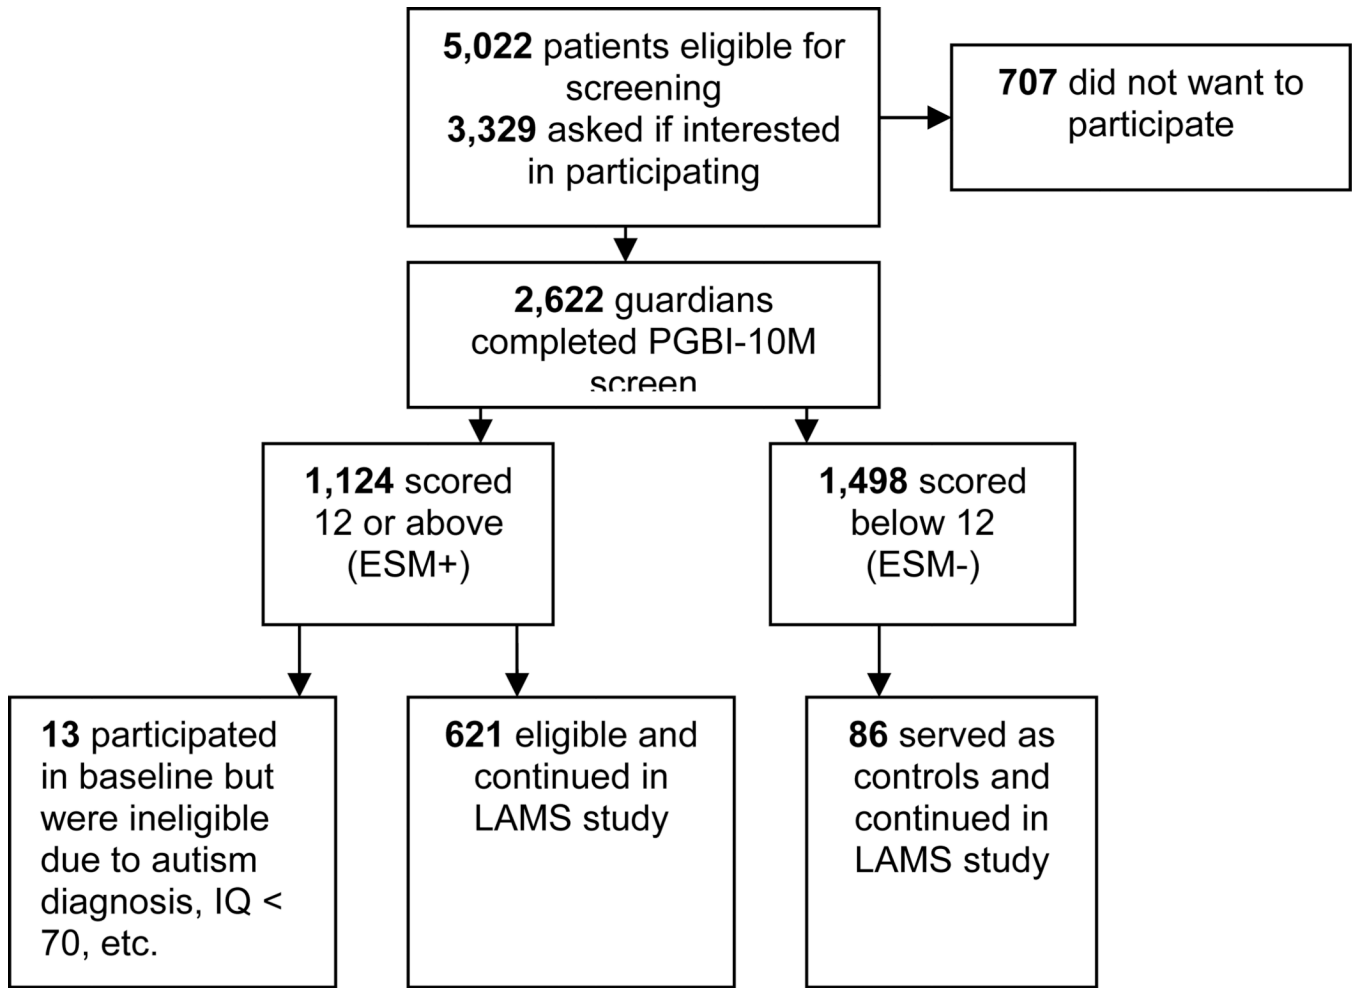 5,022 patients eligible for
screening
3,329 asked if interested
in participating
707 did not want to
participate
2,622 guardians
completed PGBI-10M
screen
1,124 scored
12 or above
(ESM+)
1,498 scored
below 12
(ESM-)
13 participated
in baseline but
were ineligible
due to autism
diagnosis, IQ <
70, etc.
621 eligible and
continued in
LAMS study
86 served as
controls and
continued in
LAMS study